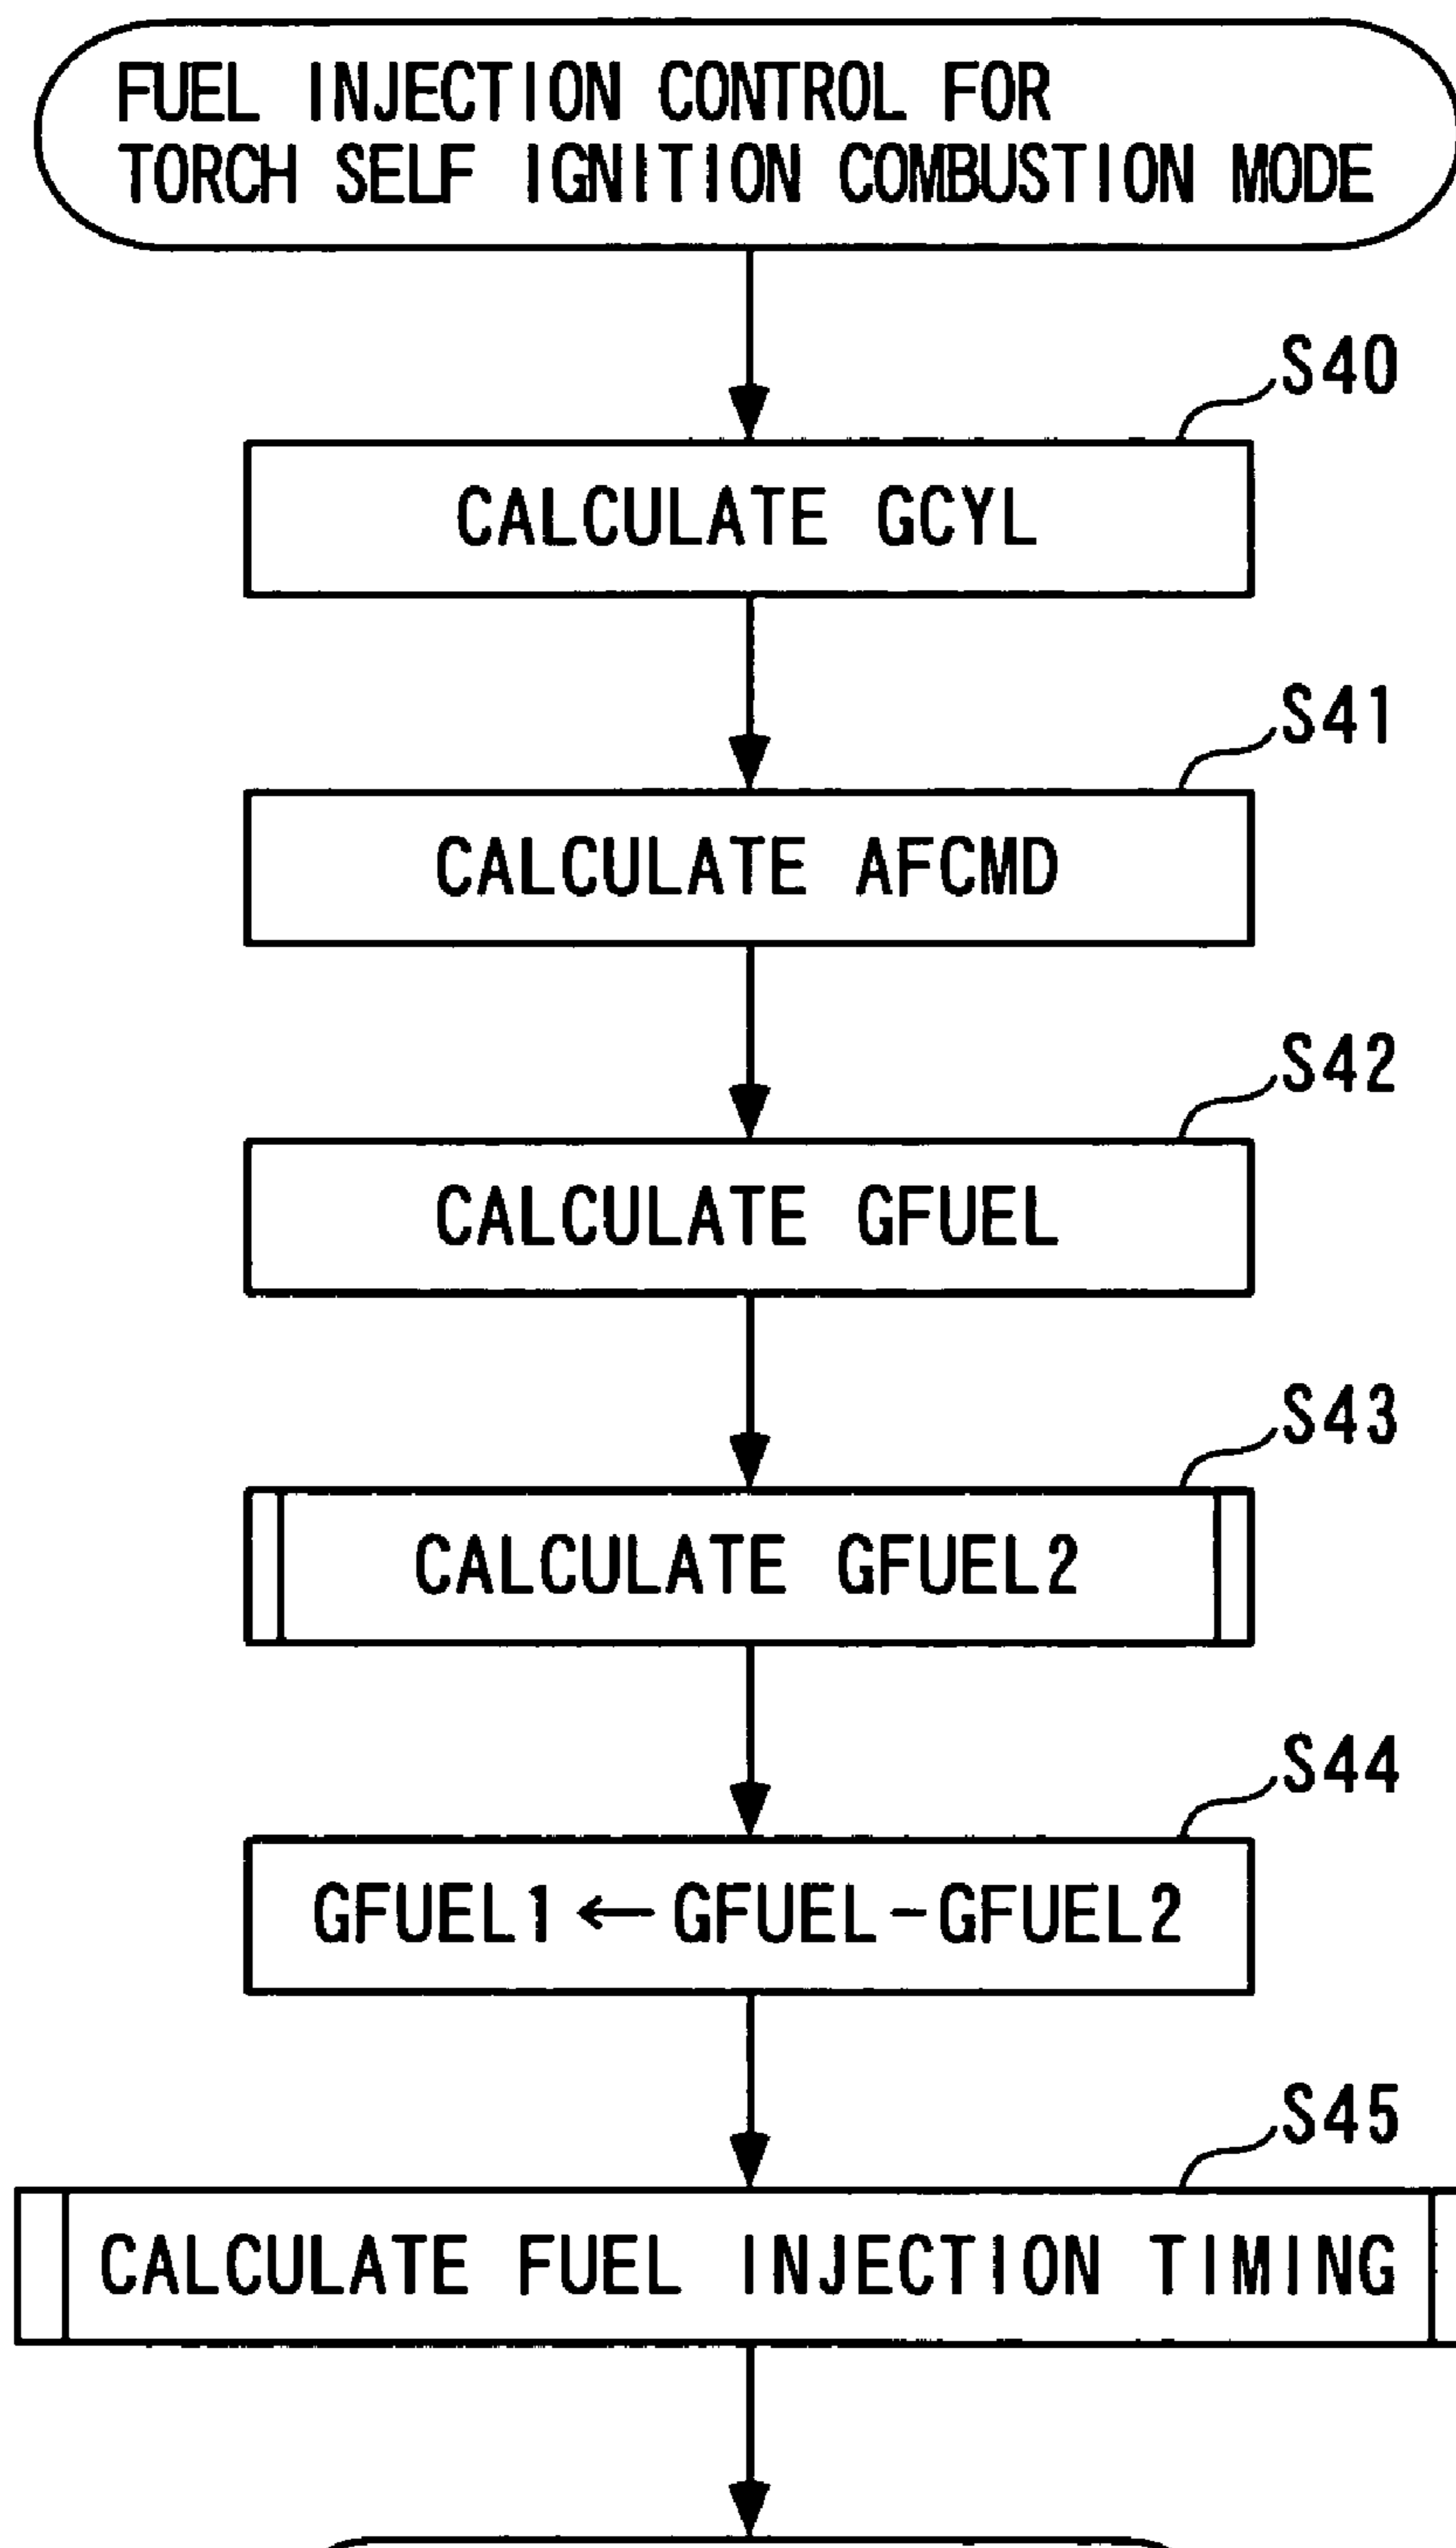 FUEL INJECTION CONTROL FOR
TORCH SELF IGNITION COMBUSTION MODE
S40
CALCULATE GCYL
S41
CALCULATE AFCMD
S42
CALCULATE GFUEL
S43
CALCULATE GFUEL2
S44
GFUEL1←GFUEL-GFUEL2
S45
CALCULATE FUEL INJECTION TIMING